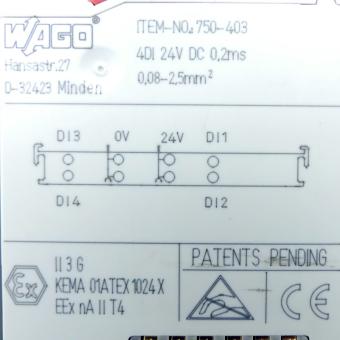 WAGO
ITEM-NO.:750-403
Hansastr.27
4DI 24V DC 0,2ms
D-32423 Minden
0,08-2,5mm²
DI3 0V 24V DI1
DI4 DI2
II 3 G
KEMA 01ATEX1024 X
EEx nA II T4
Ex
PATENTS PENDING
CE